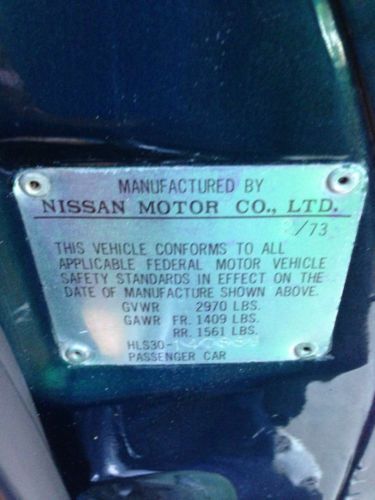 MANUFACTURED BY
NISSAN MOTOR CO., LTD.
/73
THIS VEHICLE CONFORMS TO ALL
APPLICABLE FEDERAL MOTOR VEHICLE
SAFETY STANDARDS IN EFFECT ON THE
DATE OF MANUFACTURE SHOWN ABOVE.
GVWR 2970 LBS.
GAWR FR. 1409 LBS.
RR. 1561 LBS.
HLS30-
PASSENGER CAR